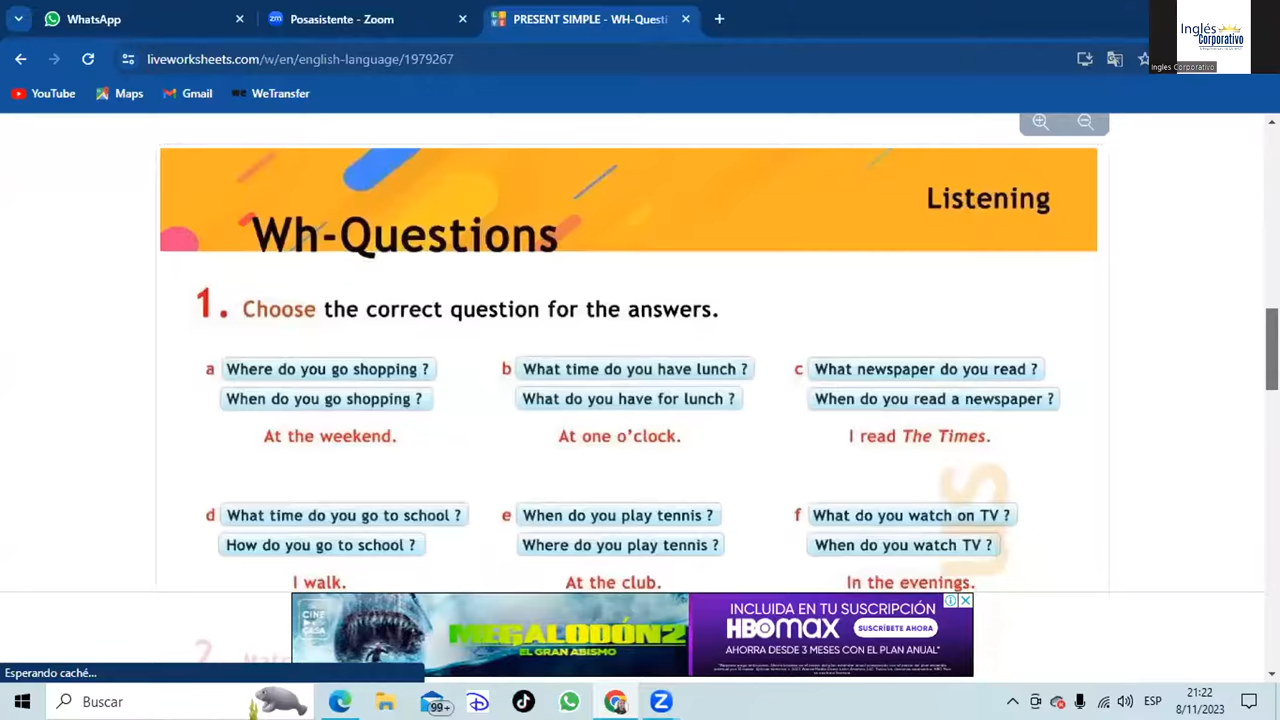 WhatsApp
Posasistente - Zoom
PRESENT SIMPLE - WH-Questi
liveworksheets.com/w/en/english-language/1979267
Inglés
Corporativo
Ingles Corporativo
YouTube
Maps
Gmail
we WeTransfer
Listening
Wh-Questions
1. Choose the correct question for the answers.
a Where do you go shopping ?
When do you go shopping ?
At the weekend.
b What time do you have lunch ?
What do you have for lunch ?
At one o'clock.
c What newspaper do you read ?
When do you read a newspaper ?
I read The Times.
d What time do you go to school ?
How do you go to school ?
I walk.
e When do you play tennis ?
Where do you play tennis ?
At the club.
f What do you watch on TV ?
When do you watch TV ?
In the evenings.
2
MEGALODÓN2
EL GRAN ABISMO
INCLUIDA EN TU SUSCRIPCIÓN
HBOmax
SUSCRÍBETE AHORA
AHORRA DESDE 3 MESES CON EL PLAN ANUAL*
Esperando caché...
Buscar
99+
ESP
21:22
8/11/2023